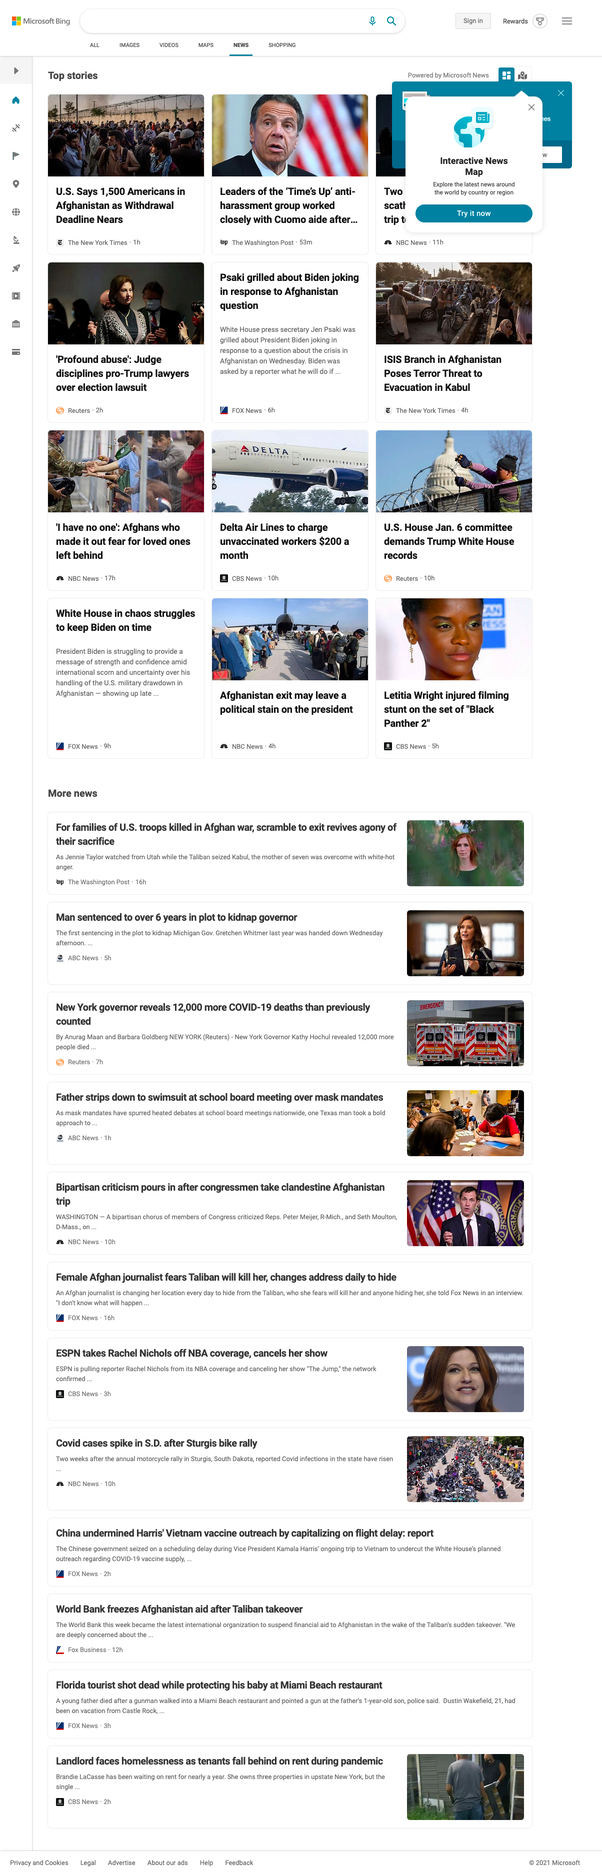 Microsoft Bing
Sign in
Rewards
ALL
IMAGES
VIDEOS
MAPS
NEWS
SHOPPING
Top stories
Powered by Microsoft News
Interactive News
Map
Explore the latest news around
the world by country or region
Try it now
U.S. Says 1,500 Americans in
Afghanistan as Withdrawal
Deadline Nears
The New York Times · 1h
Leaders of the 'Time's Up' anti-
harassment group worked
closely with Cuomo aide after...
The Washington Post · 53m
Two
scath
trip t
NBC News · 11h
'Profound abuse': Judge
disciplines pro-Trump lawyers
over election lawsuit
Reuters · 2h
Psaki grilled about Biden joking
in response to Afghanistan
question
White House press secretary Jen Psaki was
grilled about President Biden joking in
response to a question about the crisis in
Afghanistan on Wednesday. Biden was
asked by a reporter what he will do if ...
FOX News · 6h
ISIS Branch in Afghanistan
Poses Terror Threat to
Evacuation in Kabul
The New York Times · 4h
'I have no one': Afghans who
made it out fear for loved ones
left behind
NBC News · 17h
DELTA
Delta Air Lines to charge
unvaccinated workers $200 a
month
CBS News · 10h
U.S. House Jan. 6 committee
demands Trump White House
records
Reuters · 10h
White House in chaos struggles
to keep Biden on time
President Biden is struggling to provide a
message of strength and confidence amid
international scorn and uncertainty over his
handling of the U.S. military drawdown in
Afghanistan — showing up late ...
FOX News · 9h
Afghanistan exit may leave a
political stain on the president
NBC News · 4h
Letitia Wright injured filming
stunt on the set of "Black
Panther 2"
CBS News · 5h
More news
For families of U.S. troops killed in Afghan war, scramble to exit revives agony of
their sacrifice
As Jennie Taylor watched from Utah while the Taliban seized Kabul, the mother of seven was overcome with white-hot
anger.
The Washington Post · 16h
Man sentenced to over 6 years in plot to kidnap governor
The first sentencing in the plot to kidnap Michigan Gov. Gretchen Whitmer last year was handed down Wednesday
afternoon. ...
ABC News · 5h
New York governor reveals 12,000 more COVID-19 deaths than previously
counted
By Anurag Maan and Barbara Goldberg NEW YORK (Reuters) - New York Governor Kathy Hochul revealed 12,000 more
people died ...
Reuters · 7h
EMERGENCY
Father strips down to swimsuit at school board meeting over mask mandates
As mask mandates have spurred heated debates at school board meetings nationwide, one Texas man took a bold
approach to ...
ABC News · 1h
Bipartisan criticism pours in after congressmen take clandestine Afghanistan
trip
WASHINGTON — A bipartisan chorus of members of Congress criticized Reps. Peter Meijer, R-Mich., and Seth Moulton,
D-Mass., on ...
NBC News · 10h
Female Afghan journalist fears Taliban will kill her, changes address daily to hide
An Afghan journalist is changing her location every day to hide from the Taliban, who she fears will kill her and anyone hiding her, she told Fox News in an interview.
"I don't know what will happen ...
FOX News · 16h
ESPN takes Rachel Nichols off NBA coverage, cancels her show
ESPN is pulling reporter Rachel Nichols from its NBA coverage and canceling her show "The Jump," the network
confirmed ...
CBS News · 3h
Covid cases spike in S.D. after Sturgis bike rally
Two weeks after the annual motorcycle rally in Sturgis, South Dakota, reported Covid infections in the state have risen
...
NBC News · 10h
China undermined Harris' Vietnam vaccine outreach by capitalizing on flight delay: report
The Chinese government seized on a scheduling delay during Vice President Kamala Harris' ongoing trip to Vietnam to undercut the White House's planned
outreach regarding COVID-19 vaccine supply, ...
FOX News · 2h
World Bank freezes Afghanistan aid after Taliban takeover
The World Bank this week became the latest international organization to suspend financial aid to Afghanistan in the wake of the Taliban's sudden takeover. "We
are deeply concerned about the ...
Fox Business · 12h
Florida tourist shot dead while protecting his baby at Miami Beach restaurant
A young father died after a gunman walked into a Miami Beach restaurant and pointed a gun at the father's 1-year-old son, police said. Dustin Wakefield, 21, had
been on vacation from Castle Rock, ...
FOX News · 3h
Landlord faces homelessness as tenants fall behind on rent during pandemic
Brandie LaCasse has been waiting on rent for nearly a year. She owns three properties in upstate New York, but the
single ...
CBS News · 2h
Privacy and Cookies
Legal
Advertise
About our ads
Help
Feedback
© 2021 Microsoft